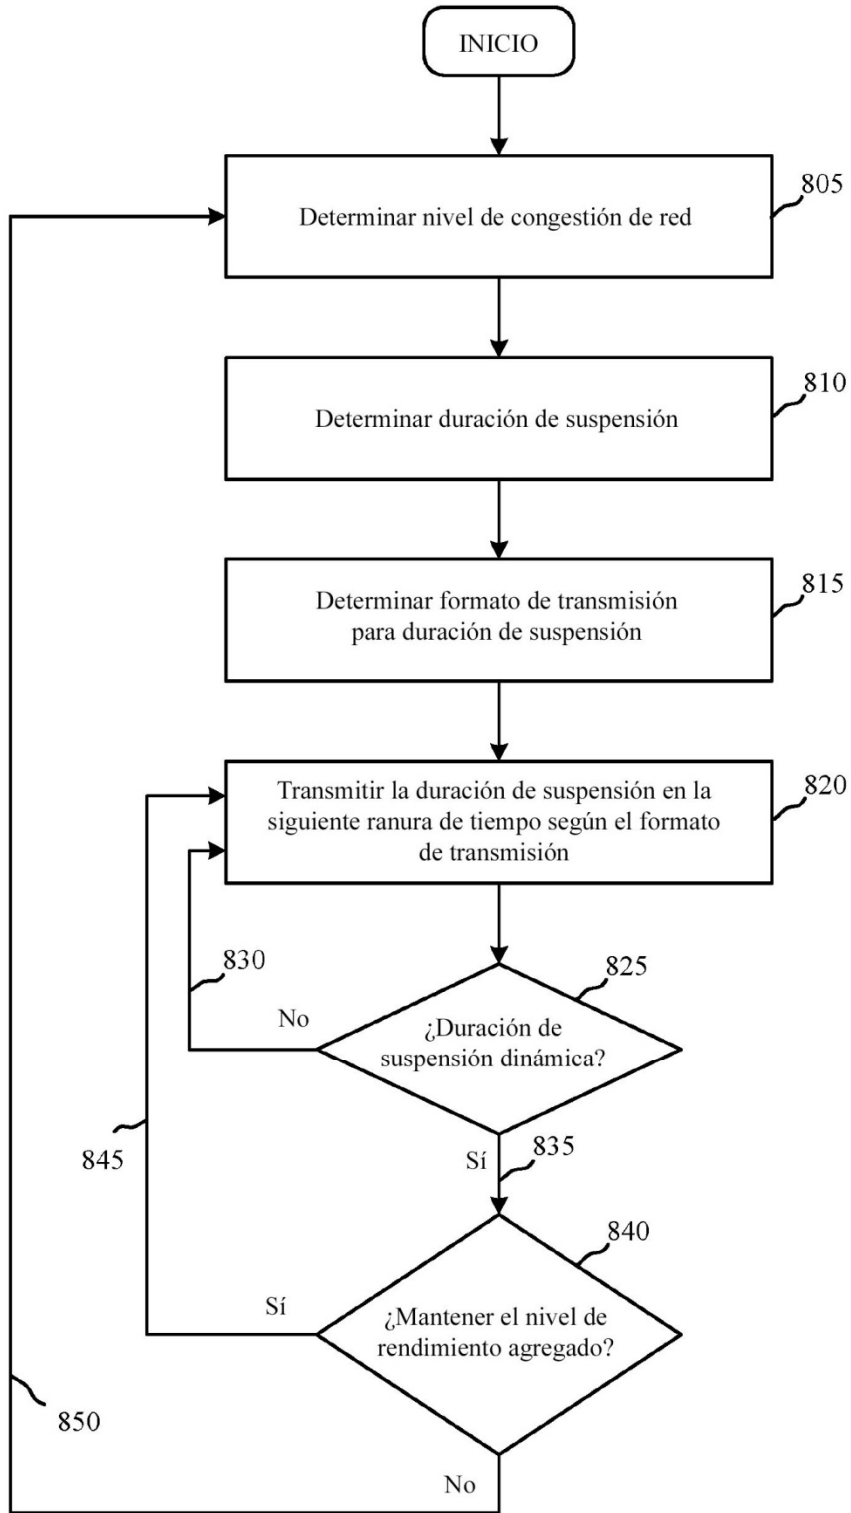 INICIO
805
Determinar nivel de congestión de red
810
Determinar duración de suspensión
815
Determinar formato de transmisión
para duración de suspensión
820
Transmitir la duración de suspensión en la
siguiente ranura de tiempo según el formato
de transmisión
830
825
No
¿Duración de
suspensión dinámica?
845
Sí
835
840
Sí
¿Mantener el nivel de
rendimiento agregado?
850
No